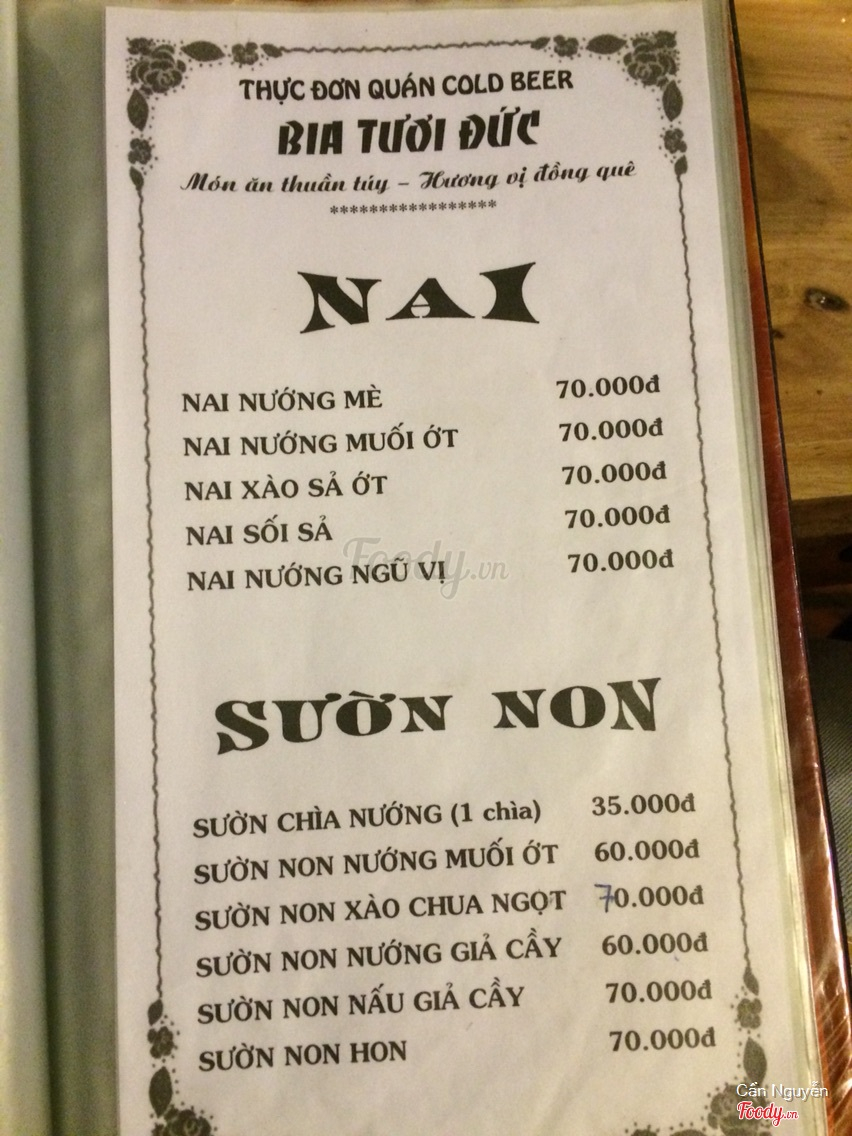 THỰC ĐƠN QUÁN COLD BEER
BIA TƯƠI ĐỨC
Món ăn thuần túy – Hương vị đồng quê
*****************
NAI
NAI NƯỚNG MÈ 70.000đ
NAI NƯỚNG MUỐI ỚT 70.000đ
NAI XÀO SẢ ỚT 70.000đ
NAI SỐI SẢ 70.000đ
NAI NƯỚNG NGŨ VỊ 70.000đ
Foody.vn
SƯỜN NON
SƯỜN CHÌA NƯỚNG (1 chìa) 35.000đ
SƯỜN NON NƯỚNG MUỐI ỚT 60.000đ
SƯỜN NON XÀO CHUA NGỌT 70.000đ
SƯỜN NON NƯỚNG GIẢ CẦY 60.000đ
SƯỜN NON NẤU GIẢ CẦY 70.000đ
SƯỜN NON HON 70.000đ
Cần Nguyễn
Foody.vn